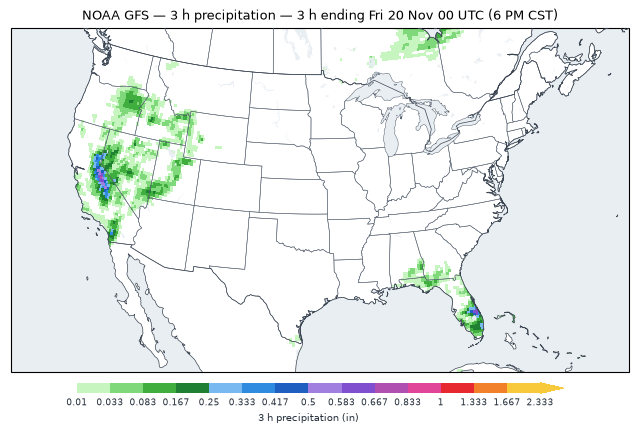 NOAA GFS — 3 h precipitation — 3 h ending Fri 20 Nov 00 UTC (6 PM CST)
0.01 0.033 0.083 0.167 0.25 0.333 0.417 0.5 0.583 0.667 0.833 1 1.333 1.667 2.333
3 h precipitation (in)